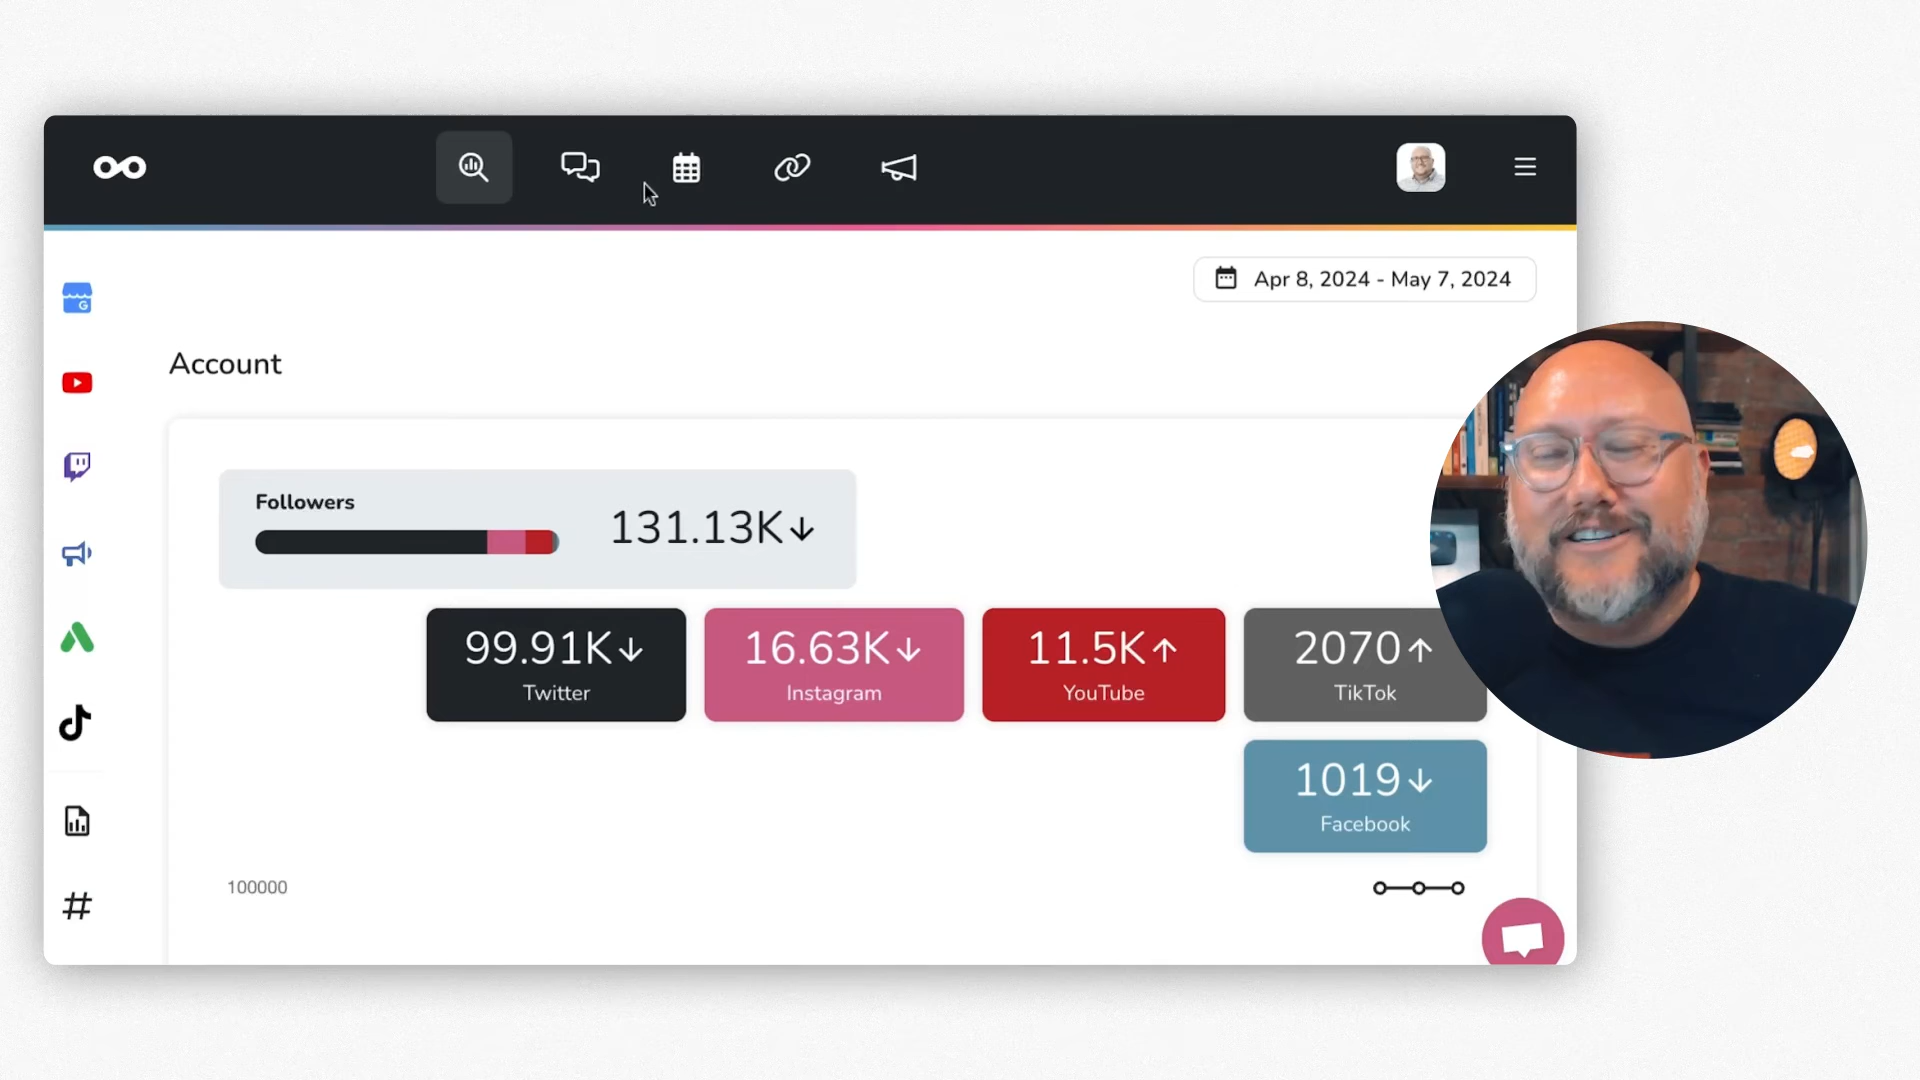 Apr 8, 2024 - May 7, 2024
Account
Followers
131.13K↓
99.91K↓
Twitter
16.63K↓
Instagram
11.5K↑
YouTube
2070↑
TikTok
1019↓
Facebook
100000